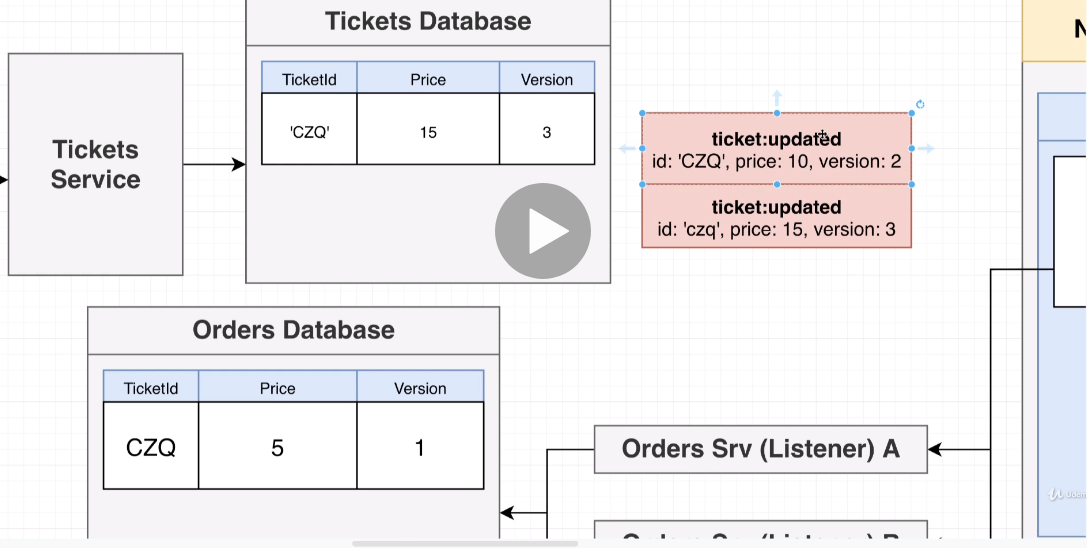 Tickets Database
TicketId Price Version
'CZQ' 15 3
Tickets
Service
ticket:updated
id: 'CZQ', price: 10, version: 2
ticket:updated
id: 'czq', price: 15, version: 3
N
Orders Database
TicketId Price Version
CZQ 5 1
Orders Srv (Listener) A